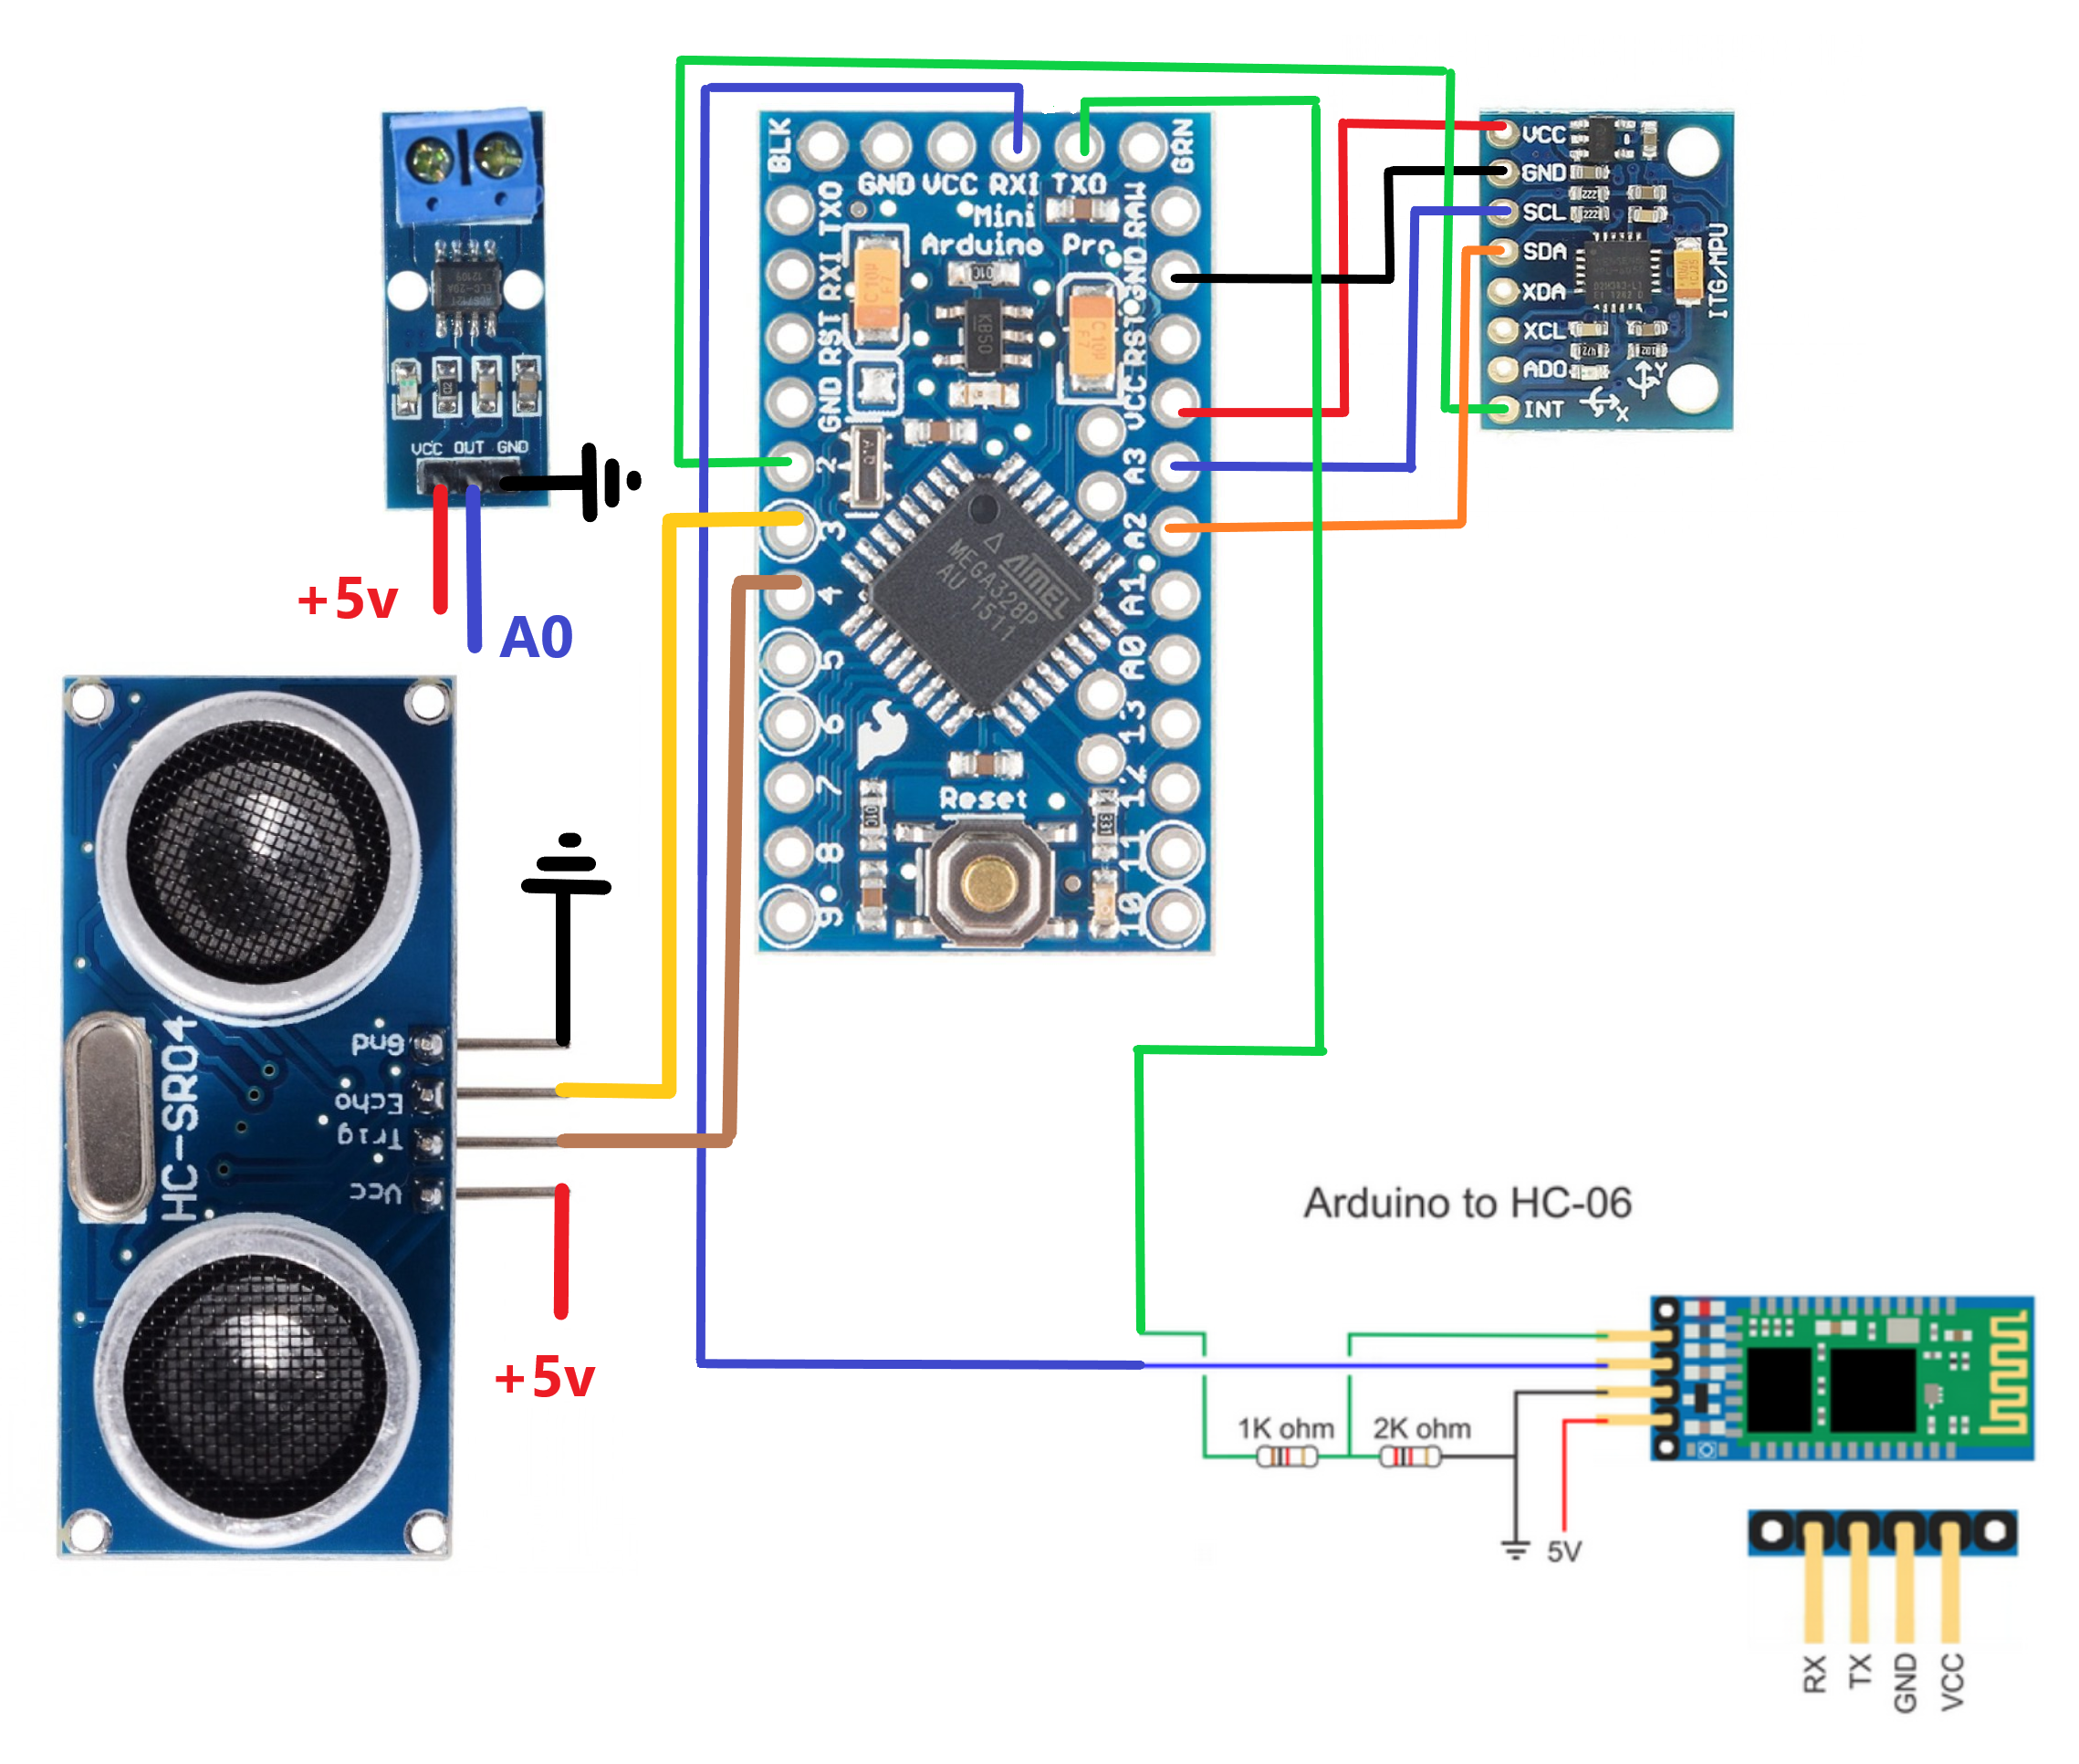 BLK
GND VCC RXI TXO
GRN
Mini
Arduino Pro
TXO
RXI
RST
GND
2
3
4
5
6
7
8
9
RAW
GND
RST
VCC
A3
A2
A1
A0
13
12
11
10
KB50
ATMEL
MEGA328P
AU 1511
Reset
VCC OUT GND
+5v
A0
VCC
GND
SCL
SDA
XDA
XCL
ADO
INT
ITG/MPU
X
Y
HC-SR04
Gnd
Echo
Trig
Vcc
+5v
Arduino to HC-06
1K ohm
2K ohm
5V
RX
TX
GND
VCC